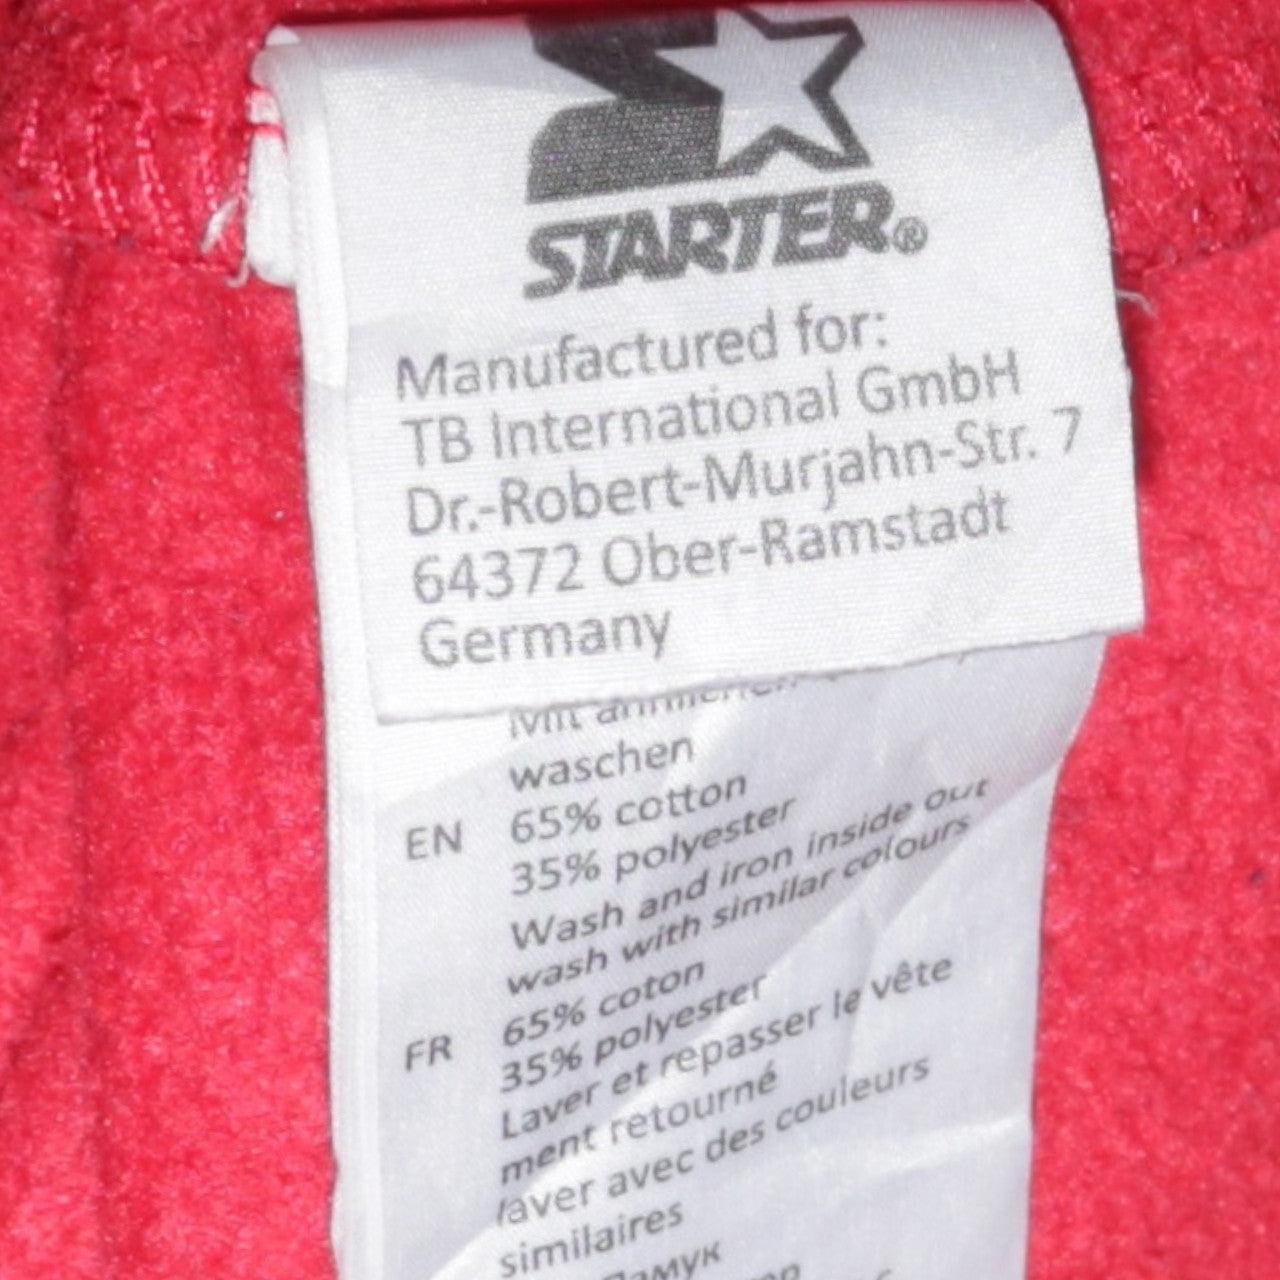 STARTER®
Manufactured for:
TB International GmbH
Dr.-Robert-Murjahn-Str. 7
64372 Ober-Ramstadt
Germany
Mit
waschen
EN 65% cotton
35% polyester
Wash and iron inside out
wash with similar colours
FR 65% coton
35% polyester
Laver et repasser le vête
ment retourné
laver avec des couleurs
similaires